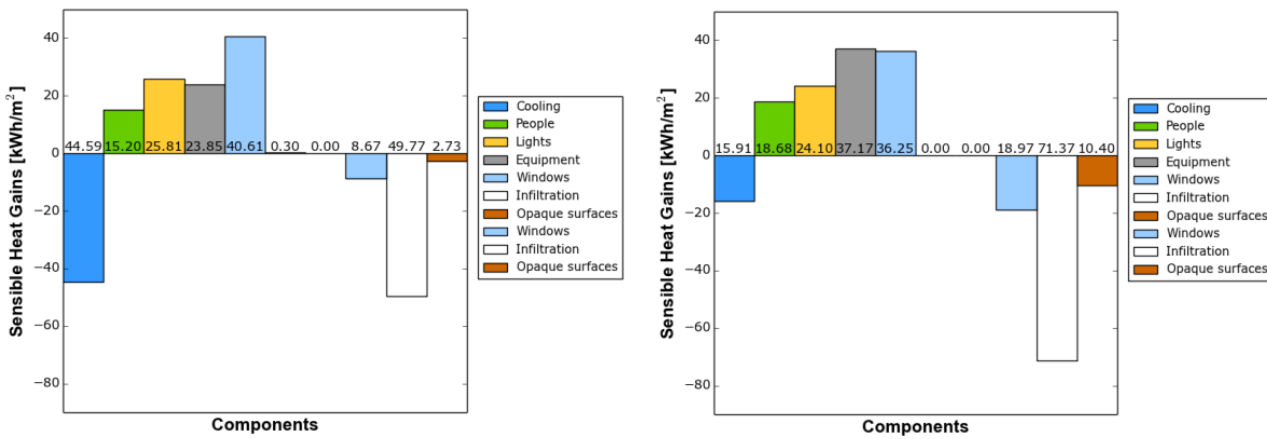 Sensible Heat Gains [kWh/m²]
40
20
0
−20
−40
−60
−80
44.59 15.20 25.81 23.85 40.61 0.30 0.00 8.67 49.77 2.73
Components
Cooling
People
Lights
Equipment
Windows
Infiltration
Opaque surfaces
Windows
Infiltration
Opaque surfaces
Sensible Heat Gains [kWh/m²]
40
20
0
−20
−40
−60
−80
15.91 18.68 24.10 37.17 36.25 0.00 0.00 18.97 71.37 10.40
Components
Cooling
People
Lights
Equipment
Windows
Infiltration
Opaque surfaces
Windows
Infiltration
Opaque surfaces